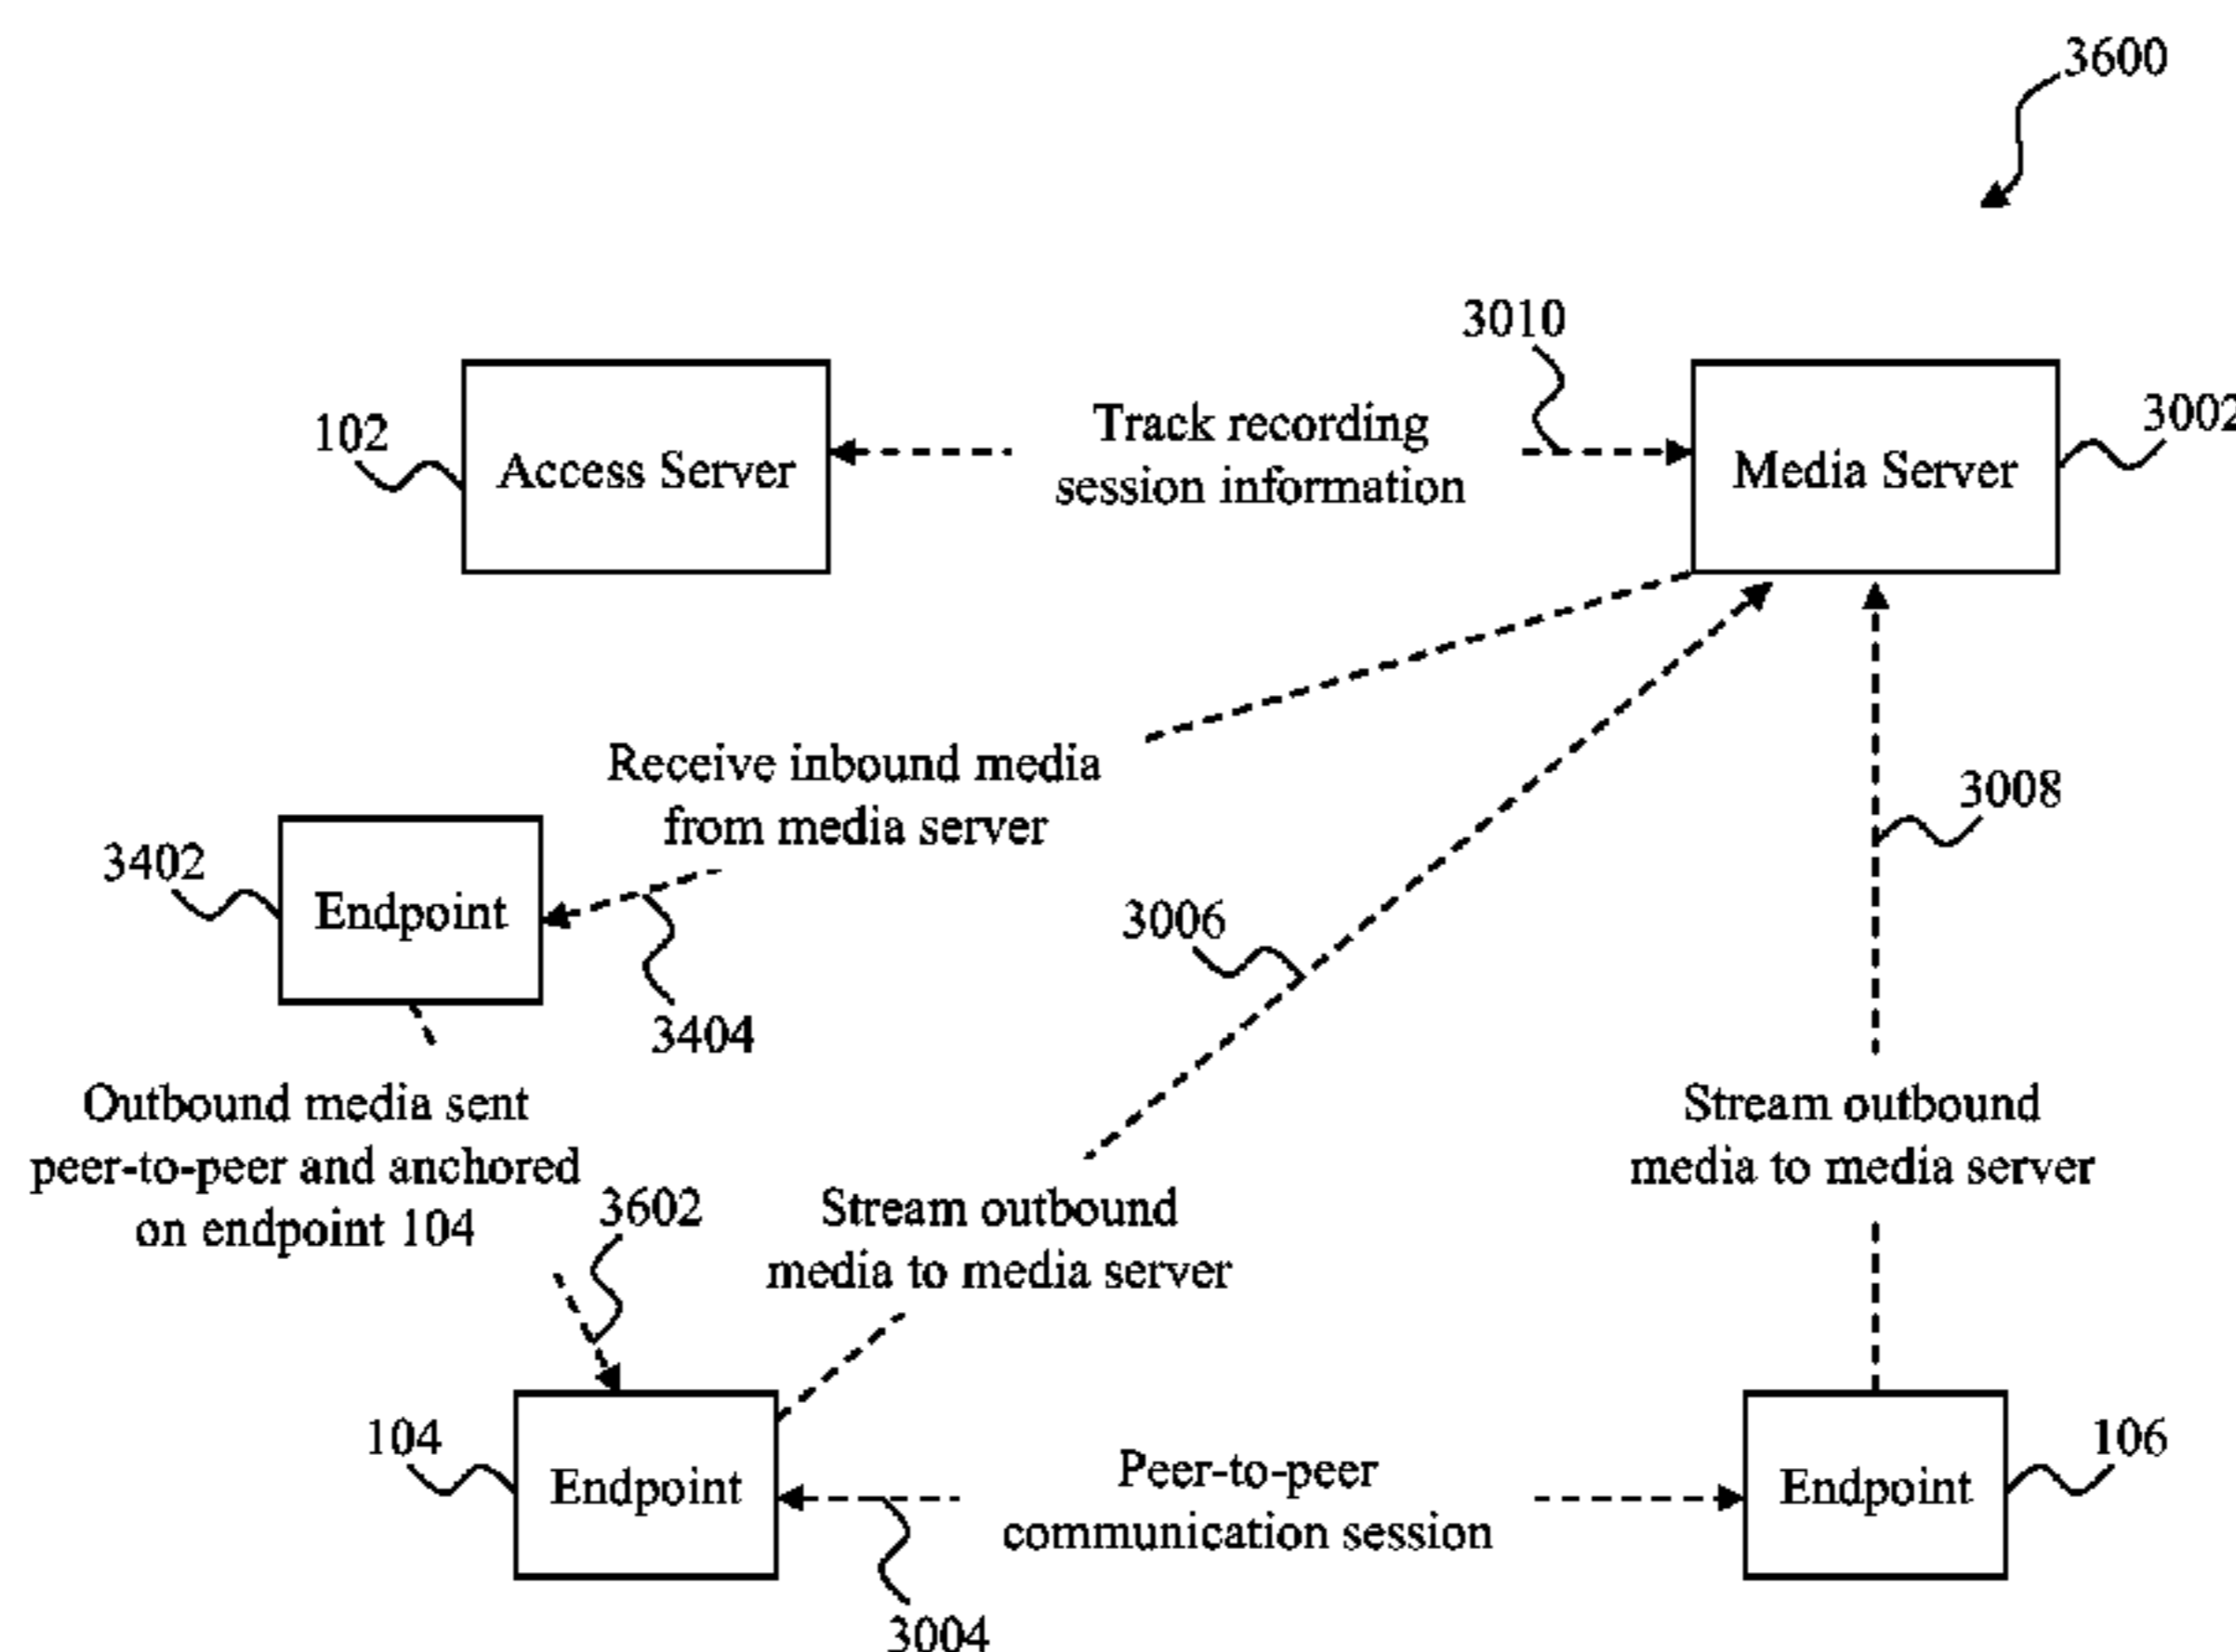 3600
3010
Track recording
session information
102
Access Server
Media Server
3002
Receive inbound media
from media server
3402
Endpoint
3404
3006
3008
Outbound media sent
peer-to-peer and anchored
on endpoint 104
3602
Stream outbound
media to media server
Stream outbound
media to media server
104
Endpoint
Peer-to-peer
communication session
3004
Endpoint
106